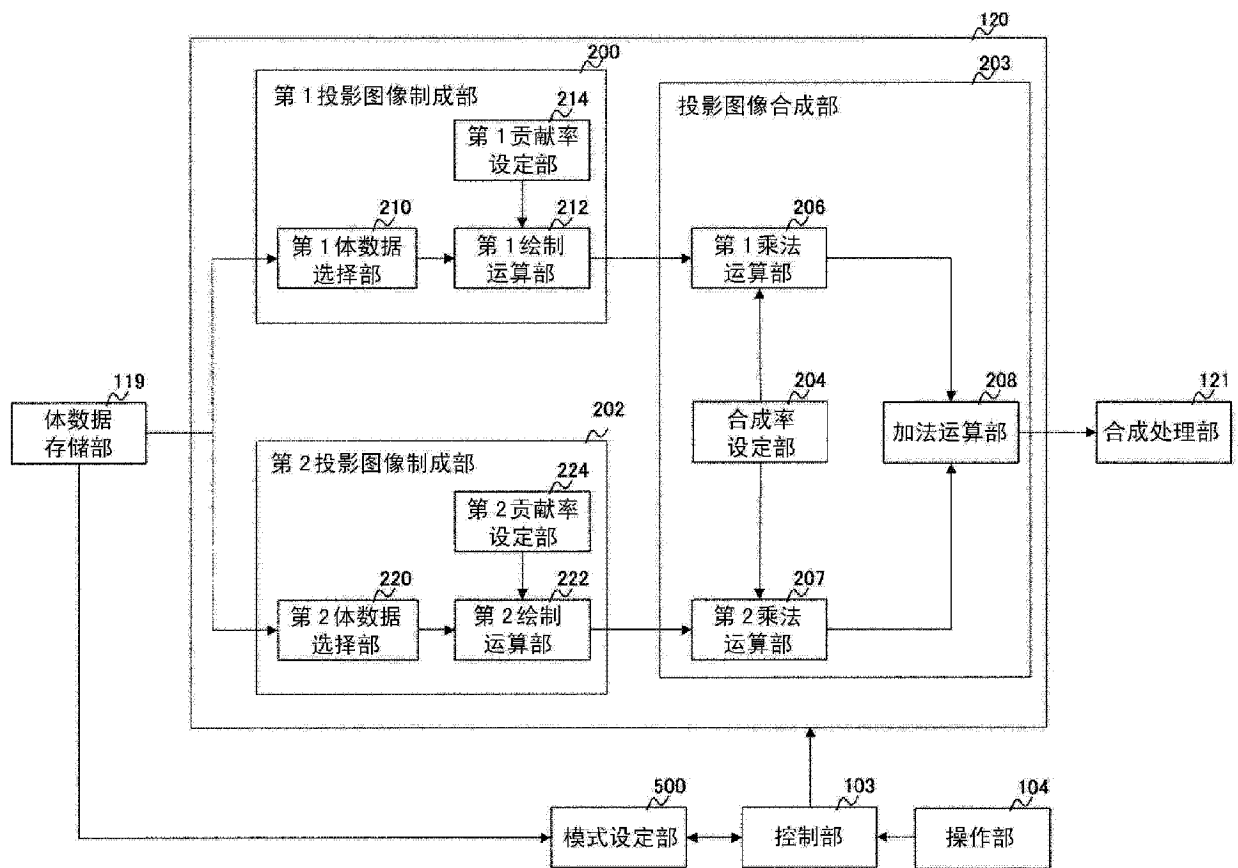 120
200
第1投影图像制成部
214
第1贡献率
设定部
210
第1体数据
选择部
212
第1绘制
运算部
203
投影图像合成部
206
第1乘法
运算部
119
体数据
存储部
204
合成率
设定部
208
加法运算部
121
合成处理部
202
第2投影图像制成部
224
第2贡献率
设定部
220
第2体数据
选择部
222
第2绘制
运算部
207
第2乘法
运算部
500
模式设定部
103
控制部
104
操作部